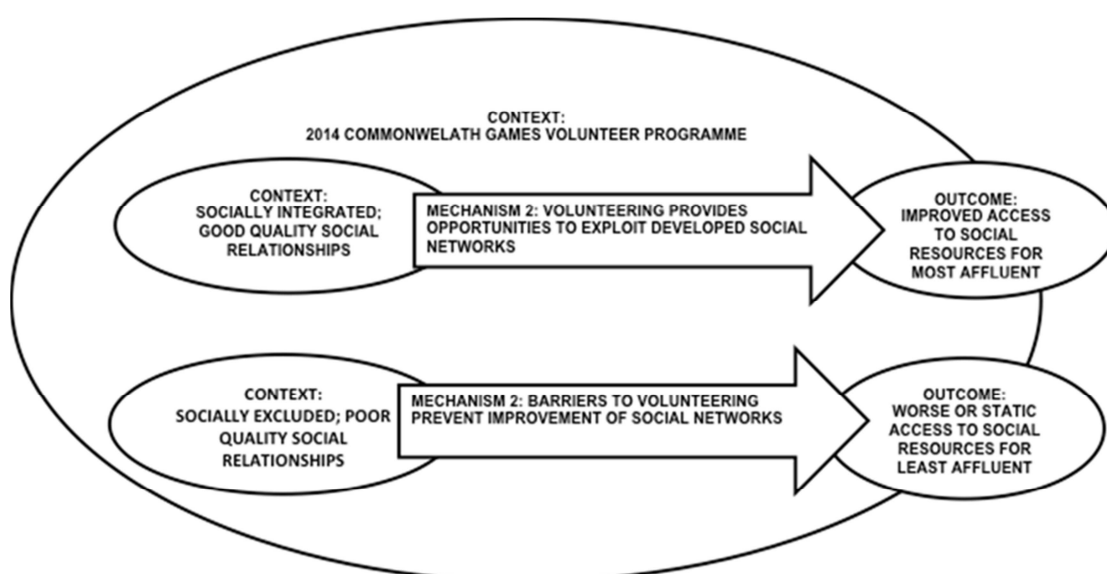 CONTEXT:
2014 COMMONWELATH GAMES VOLUNTEER PROGRAMME
CONTEXT:
SOCIALLY INTEGRATED;
GOOD QUALITY SOCIAL
RELATIONSHIPS
MECHANISM 2: VOLUNTEERING PROVIDES
OPPORTUNITIES TO EXPLOIT DEVELOPED SOCIAL
NETWORKS
OUTCOME:
IMPROVED ACCESS
TO SOCIAL
RESOURCES FOR
MOST AFFLUENT
CONTEXT:
SOCIALLY EXCLUDED; POOR
QUALITY SOCIAL
RELATIONSHIPS
MECHANISM 2: BARRIERS TO VOLUNTEERING
PREVENT IMPROVEMENT OF SOCIAL NETWORKS
OUTCOME:
WORSE OR STATIC
ACCESS TO SOCIAL
RESOURCES FOR
LEAST AFFLUENT